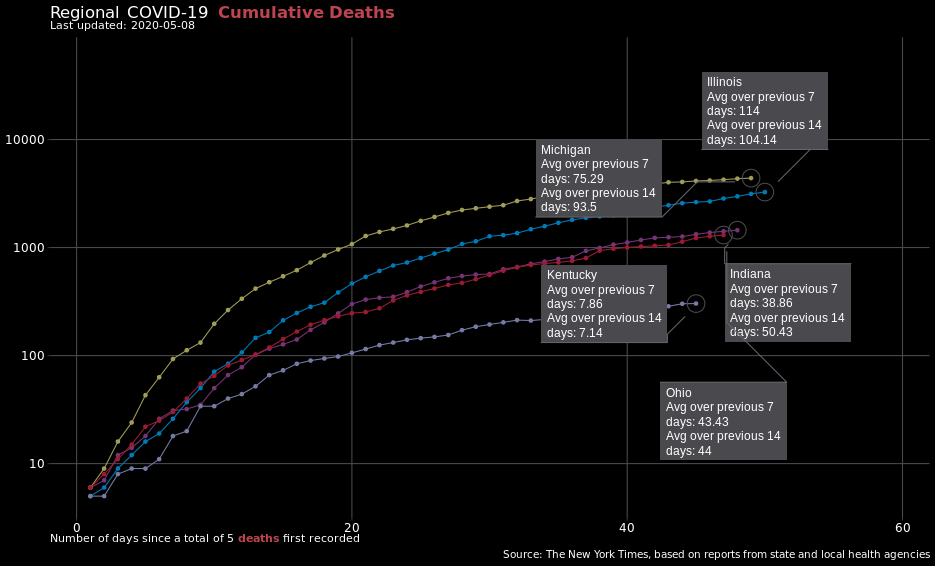 Regional COVID-19 Cumulative Deaths
Last updated: 2020-05-08
Illinois
Avg over previous 7
days: 114
Avg over previous 14
days: 104.14
10000
Michigan
Avg over previous 7
days: 75.29
Avg over previous 14
days: 93.5
1000
Kentucky
Avg over previous 7
days: 7.86
Avg over previous 14
days: 7.14
Indiana
Avg over previous 7
days: 38.86
Avg over previous 14
days: 50.43
100
Ohio
Avg over previous 7
days: 43.43
Avg over previous 14
days: 44
10
0 20 40 60
Number of days since a total of 5 deaths first recorded
Source: The New York Times, based on reports from state and local health agencies